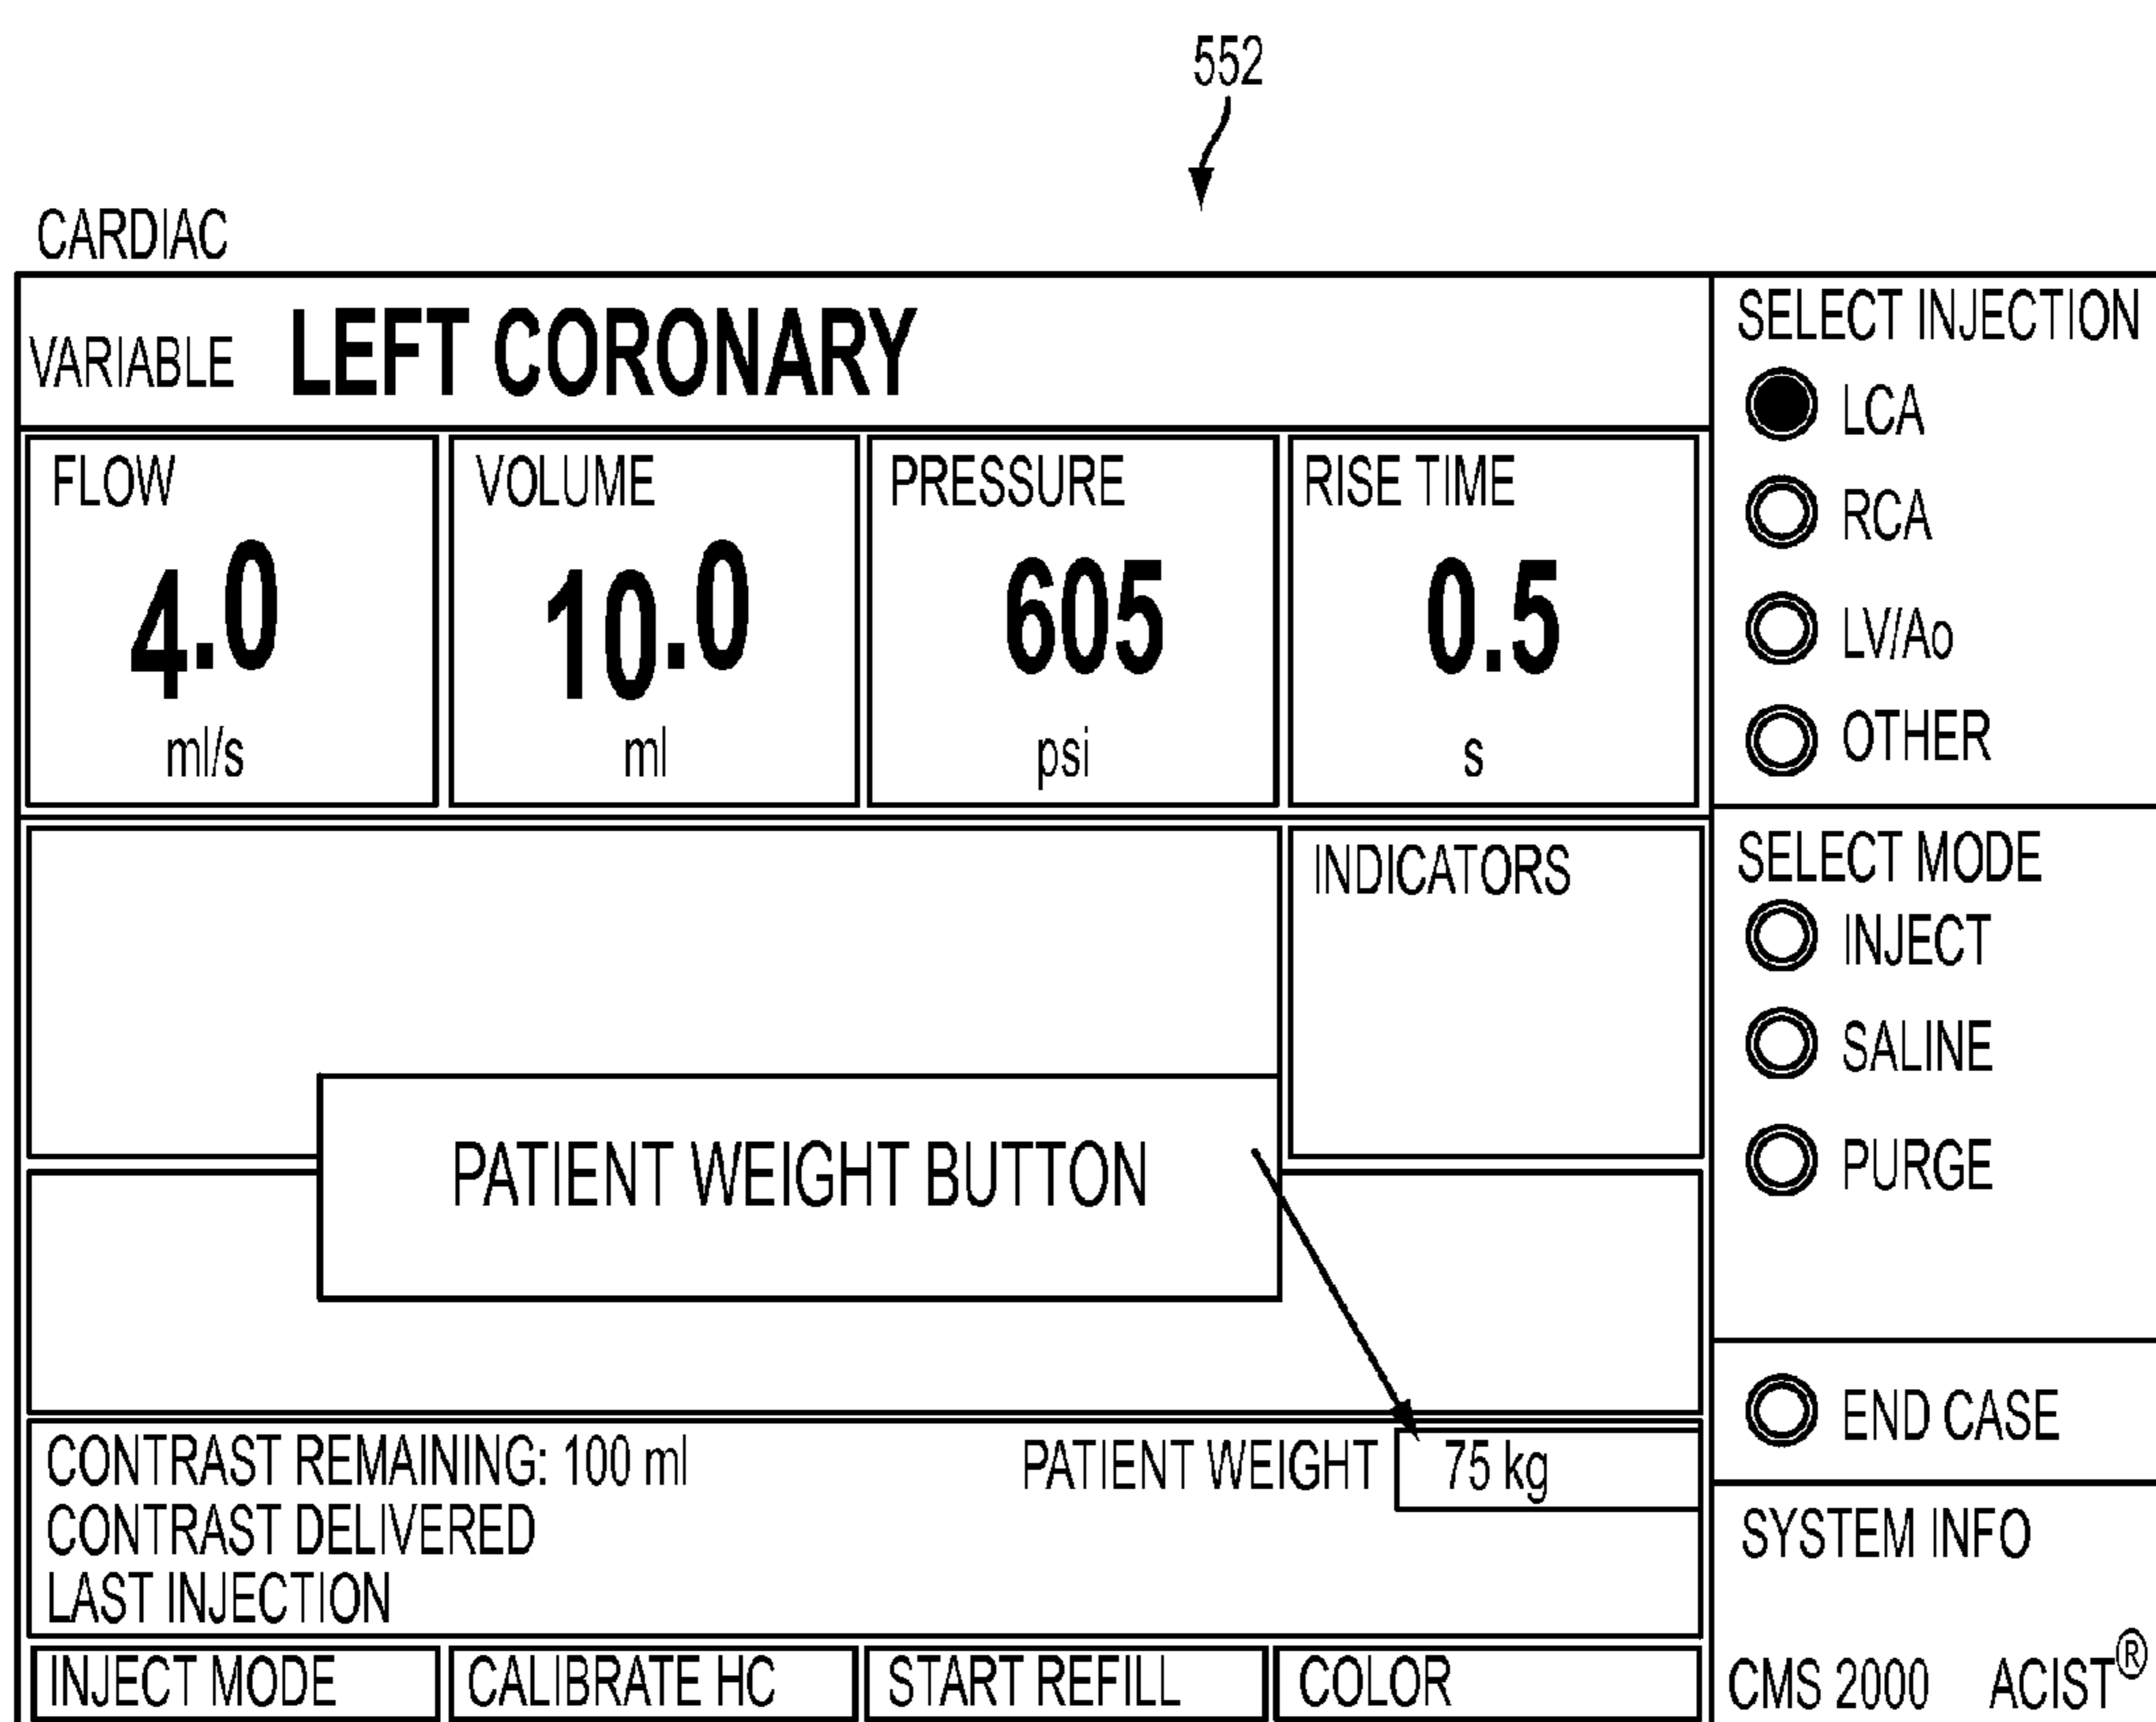 552
CARDIAC
VARIABLE LEFT CORONARY
FLOW
4.0
ml/s
VOLUME
10.0
ml
PRESSURE
605
psi
RISE TIME
0.5
s
INDICATORS
PATIENT WEIGHT BUTTON
CONTRAST REMAINING: 100 ml
PATIENT WEIGHT 75 kg
CONTRAST DELIVERED
LAST INJECTION
INJECT MODE
CALIBRATE HC
START REFILL
COLOR
SELECT INJECTION
LCA
RCA
LV/Ao
OTHER
SELECT MODE
INJECT
SALINE
PURGE
END CASE
SYSTEM INFO
CMS 2000 ACIST®